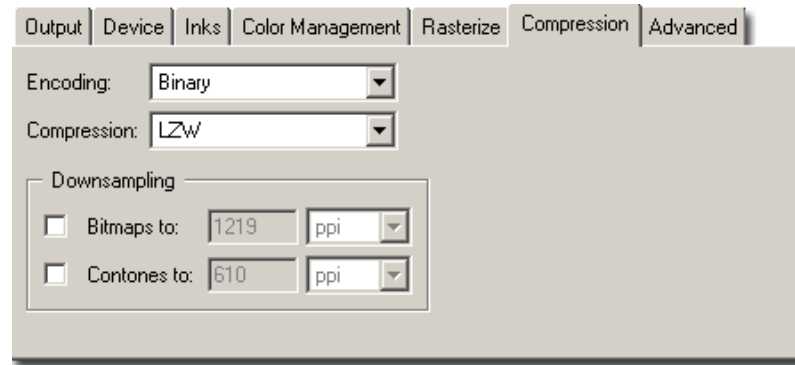 Output Device Inks Color Management Rasterize Compression Advanced
Encoding: Binary
Compression: LZW
Downsampling
Bitmaps to: 1219 ppi
Contones to: 610 ppi